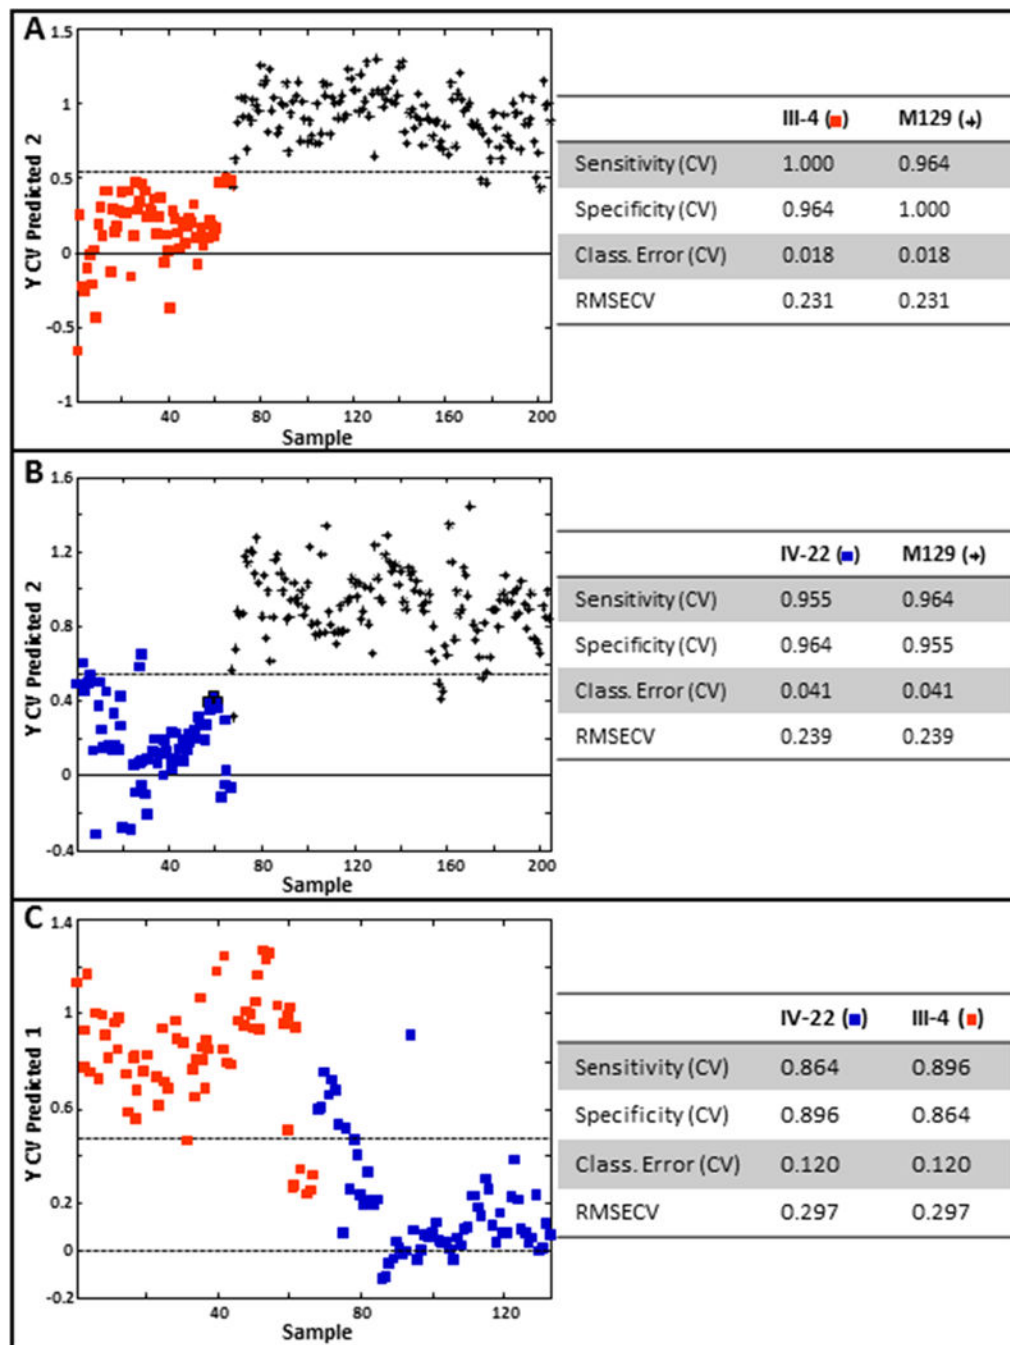 A
1.5
1
0.5
0
-0.5
-1
Y CV Predicted 2
40 80 120 160 200
Sample
III-4 ( ) M129 (+)
Sensitivity (CV) 1.000 0.964
Specificity (CV) 0.964 1.000
Class. Error (CV) 0.018 0.018
RMSECV 0.231 0.231
B
1.6
1.2
0.8
0.4
0
-0.4
Y CV Predicted 2
40 80 120 160 200
Sample
IV-22 ( ) M129 (+)
Sensitivity (CV) 0.955 0.964
Specificity (CV) 0.964 0.955
Class. Error (CV) 0.041 0.041
RMSECV 0.239 0.239
C
1.4
1
0.6
0.2
0
-0.2
Y CV Predicted 1
40 80 120
Sample
IV-22 ( ) III-4 ( )
Sensitivity (CV) 0.864 0.896
Specificity (CV) 0.896 0.864
Class. Error (CV) 0.120 0.120
RMSECV 0.297 0.297